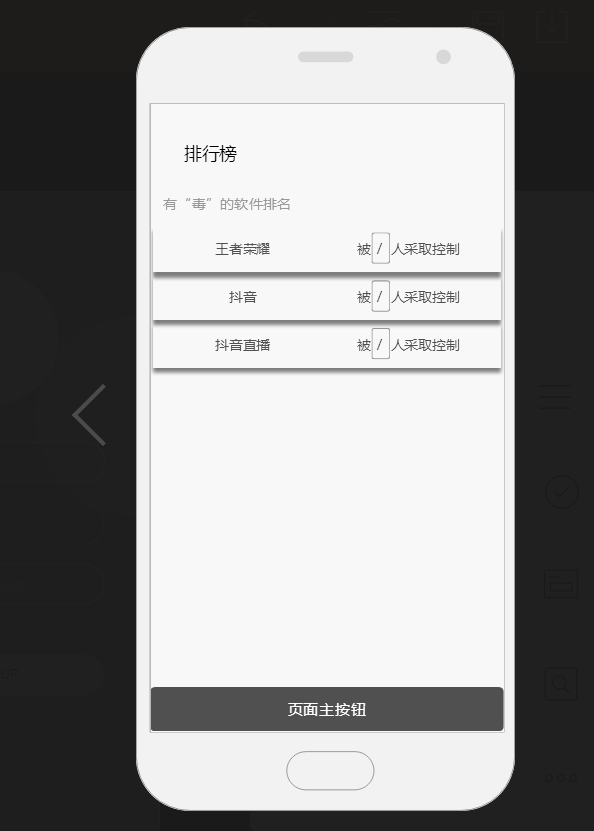 排行榜
有“毒”的软件排名
王者荣耀 被 / 人采取控制
抖音 被 / 人采取控制
抖音直播 被 / 人采取控制
页面主按钮